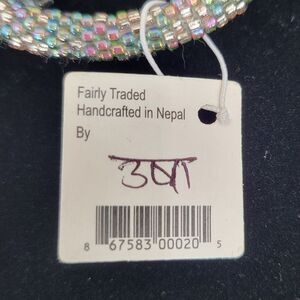 Fairly Traded
Handcrafted in Nepal
By
उषा
8 67583 00020 5